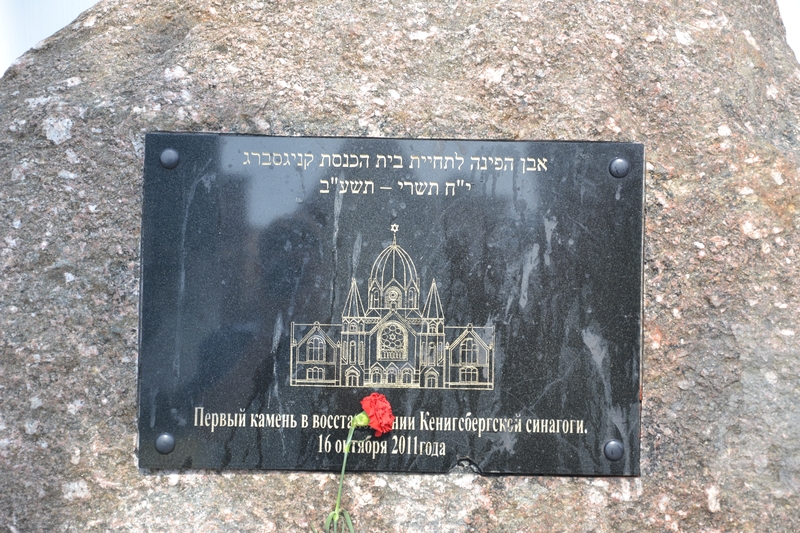 אבן הפינה לתחיית בית הכנסת קניגסברג
י"ח תשרי – תשע"ב
Первый камень в Кенигсбергской синагоги.
16 октября 2011года